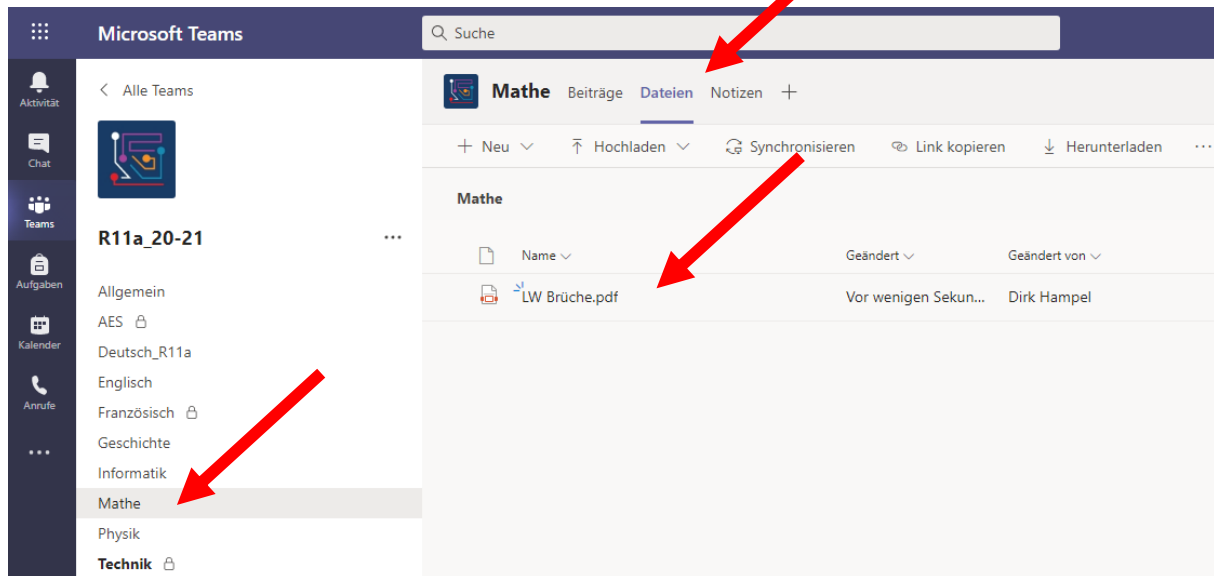 Microsoft Teams
Suche
Aktivität
Chat
Teams
Aufgaben
Kalender
Anrufe
Alle Teams
R11a_20-21
Allgemein
AES
Deutsch_R11a
Englisch
Französisch
Geschichte
Informatik
Mathe
Physik
Technik
Mathe Beiträge Dateien Notizen
Neu Hochladen Synchronisieren Link kopieren Herunterladen
Mathe
Name Geändert Geändert von
LW Brüche.pdf Vor wenigen Sekun... Dirk Hampel